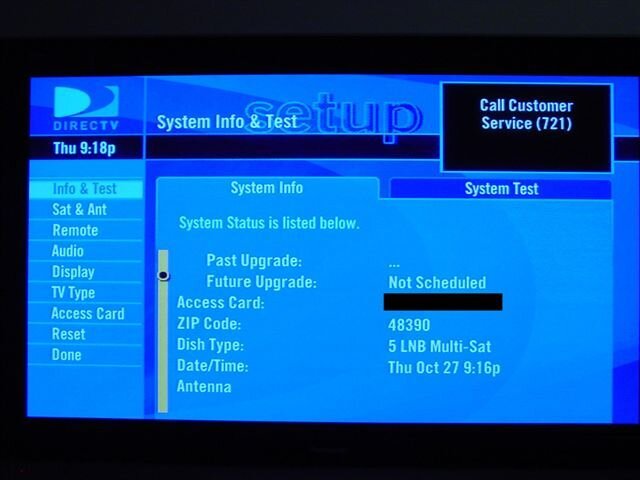 DIRECTV
setup
System Info & Test
Call Customer
Service (721)
Thu 9:18p
Info & Test
Sat & Ant
Remote
Audio
Display
TV Type
Access Card
Reset
Done
System Info
System Test
System Status is listed below.
Past Upgrade: ...
Future Upgrade: Not Scheduled
Access Card:
ZIP Code: 48390
Dish Type: 5 LNB Multi-Sat
Date/Time: Thu Oct 27 9:16p
Antenna